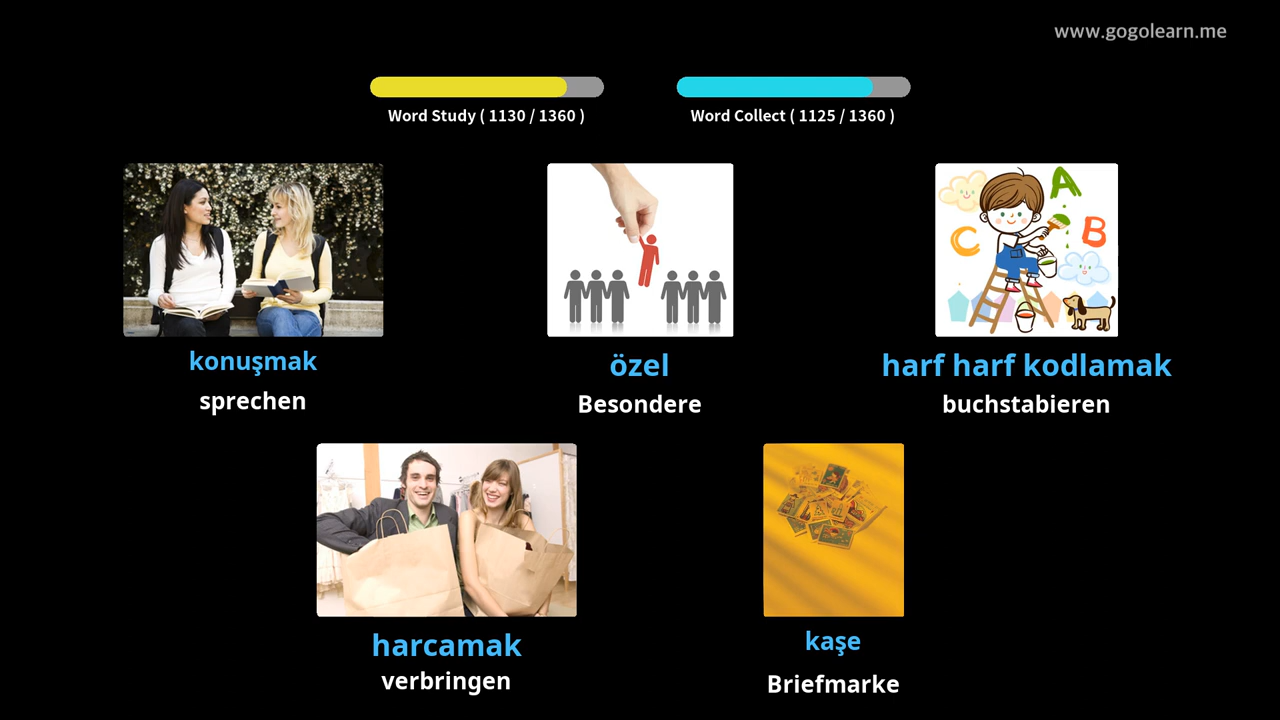 www.gogolearn.me
Word Study ( 1130 / 1360 )
Word Collect ( 1125 / 1360 )
konuşmak
sprechen
özel
Besondere
A
B
C
harf harf kodlamak
buchstabieren
harcamak
verbringen
kaşe
Briefmarke